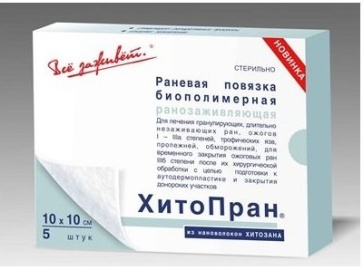 Всё заживёт.
СТЕРИЛЬНО
НОВИНКА
Раневая повязка
биополимерная
ранозаживляющая
Для лечения гранулирующих, длительно
незаживающих ран, ожогов
I – IIIa степеней, трофических язв,
пролежней, обморожений, для
временного закрытия ожоговых ран
IIIБ степени после их хирургической
обработки с целью подготовки к
аутодермопластике и закрытии
донорских участков
10 x 10 см
5 штук
ХитоПран®
из нановолокон ХИТОЗАНА